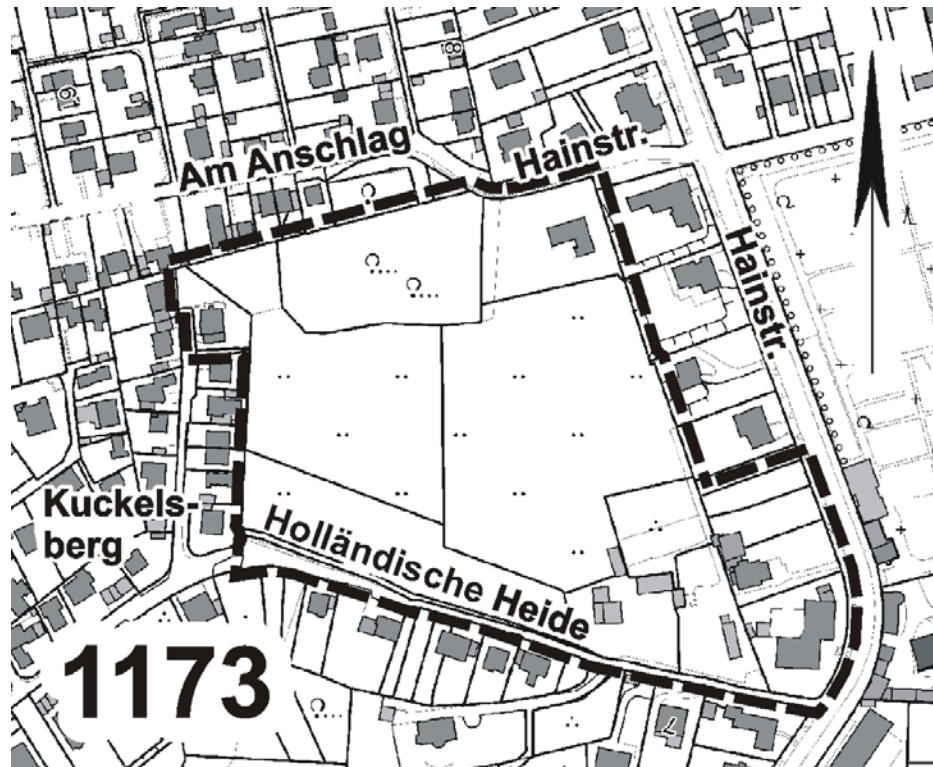 Am Anschlag
Hainstr.
Hainstr.
Kuckels-
berg
Holländische Heide
1173